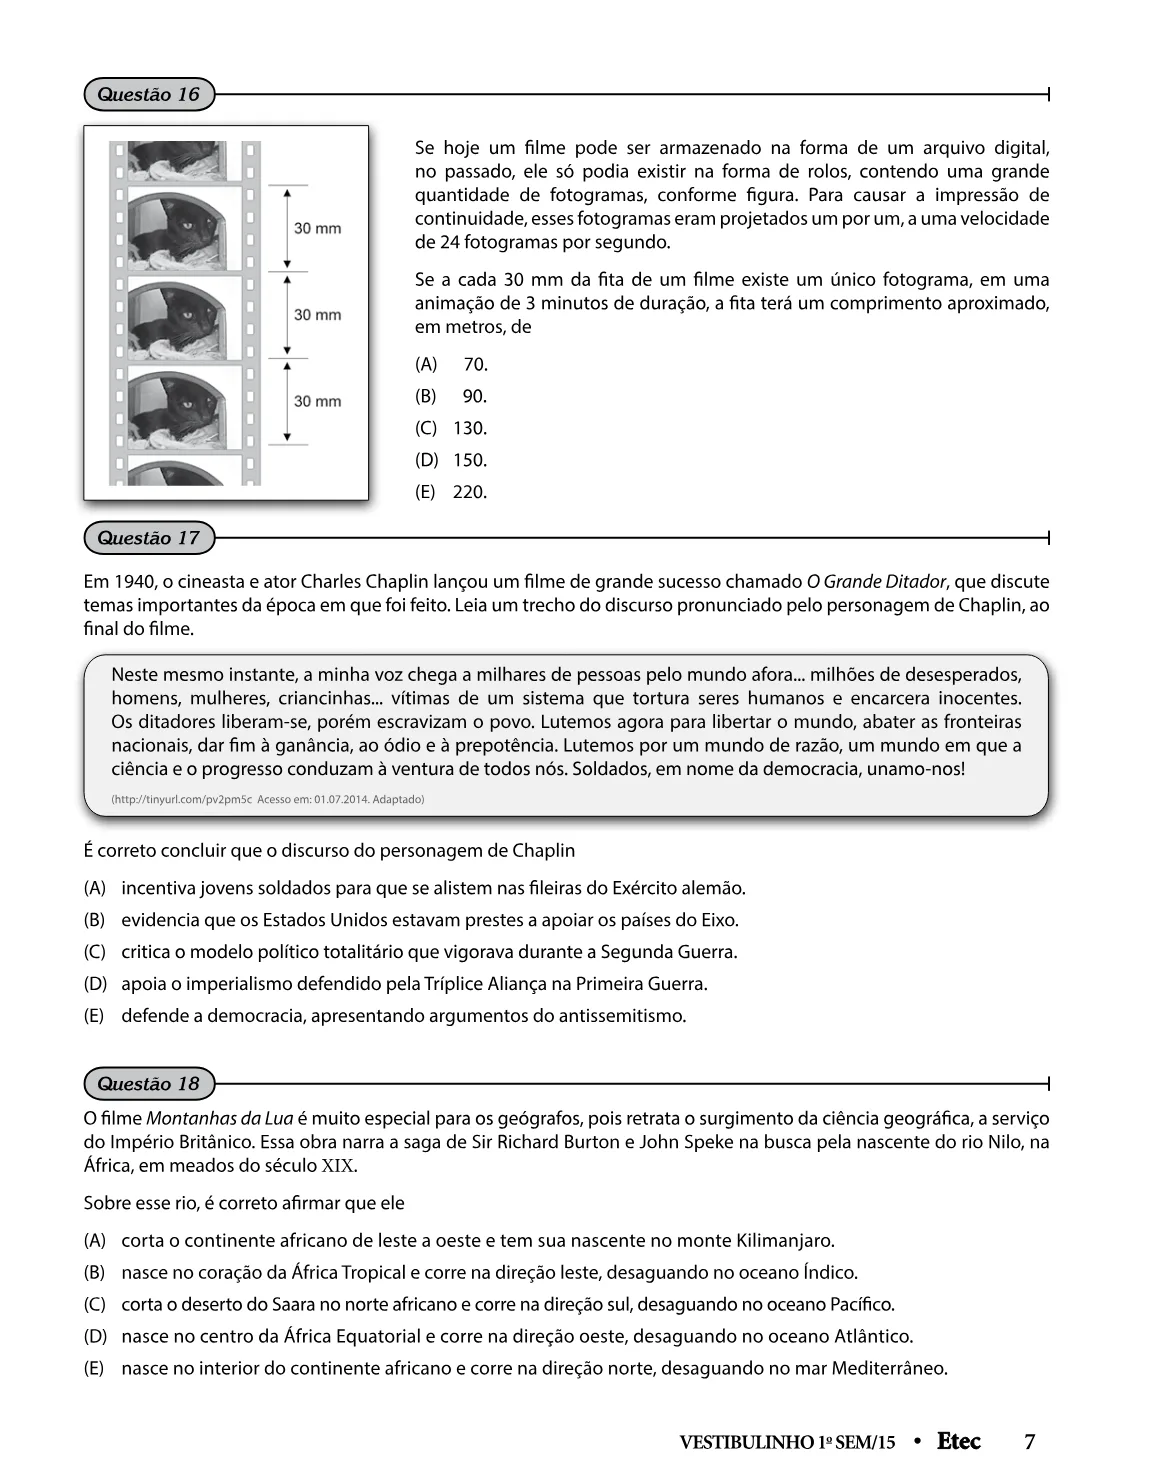 Questão 16
30 mm
30 mm
30 mm
Se hoje um filme pode ser armazenado na forma de um arquivo digital,
no passado, ele só podia existir na forma de rolos, contendo uma grande
quantidade de fotogramas, conforme figura. Para causar a impressão de
continuidade, esses fotogramas eram projetados um por um, a uma velocidade
de 24 fotogramas por segundo.
Se a cada 30 mm da fita de um filme existe um único fotograma, em uma
animação de 3 minutos de duração, a fita terá um comprimento aproximado,
em metros, de
(A) 70.
(B) 90.
(C) 130.
(D) 150.
(E) 220.
Questão 17
Em 1940, o cineasta e ator Charles Chaplin lançou um filme de grande sucesso chamado O Grande Ditador, que discute
temas importantes da época em que foi feito. Leia um trecho do discurso pronunciado pelo personagem de Chaplin, ao
final do filme.
Neste mesmo instante, a minha voz chega a milhares de pessoas pelo mundo afora... milhões de desesperados,
homens, mulheres, criancinhas... vítimas de um sistema que tortura seres humanos e encarcera inocentes.
Os ditadores liberam-se, porém escravizam o povo. Lutemos agora para libertar o mundo, abater as fronteiras
nacionais, dar fim à ganância, ao ódio e à prepotência. Lutemos por um mundo de razão, um mundo em que a
ciência e o progresso conduzam à ventura de todos nós. Soldados, em nome da democracia, unamo-nos!
(http://tinyurl.com/pv2pm5c Acesso em: 01.07.2014. Adaptado)
É correto concluir que o discurso do personagem de Chaplin
(A) incentiva jovens soldados para que se alistem nas fileiras do Exército alemão.
(B) evidencia que os Estados Unidos estavam prestes a apoiar os países do Eixo.
(C) critica o modelo político totalitário que vigorava durante a Segunda Guerra.
(D) apoia o imperialismo defendido pela Tríplice Aliança na Primeira Guerra.
(E) defende a democracia, apresentando argumentos do antissemitismo.
Questão 18
O filme Montanhas da Lua é muito especial para os geógrafos, pois retrata o surgimento da ciência geográfica, a serviço
do Império Britânico. Essa obra narra a saga de Sir Richard Burton e John Speke na busca pela nascente do rio Nilo, na
África, em meados do século XIX.
Sobre esse rio, é correto afirmar que ele
(A) corta o continente africano de leste a oeste e tem sua nascente no monte Kilimanjaro.
(B) nasce no coração da África Tropical e corre na direção leste, desaguando no oceano Índico.
(C) corta o deserto do Saara no norte africano e corre na direção sul, desaguando no oceano Pacífico.
(D) nasce no centro da África Equatorial e corre na direção oeste, desaguando no oceano Atlântico.
(E) nasce no interior do continente africano e corre na direção norte, desaguando no mar Mediterrâneo.
VESTIBULINHO 1º SEM/15 • Etec 7